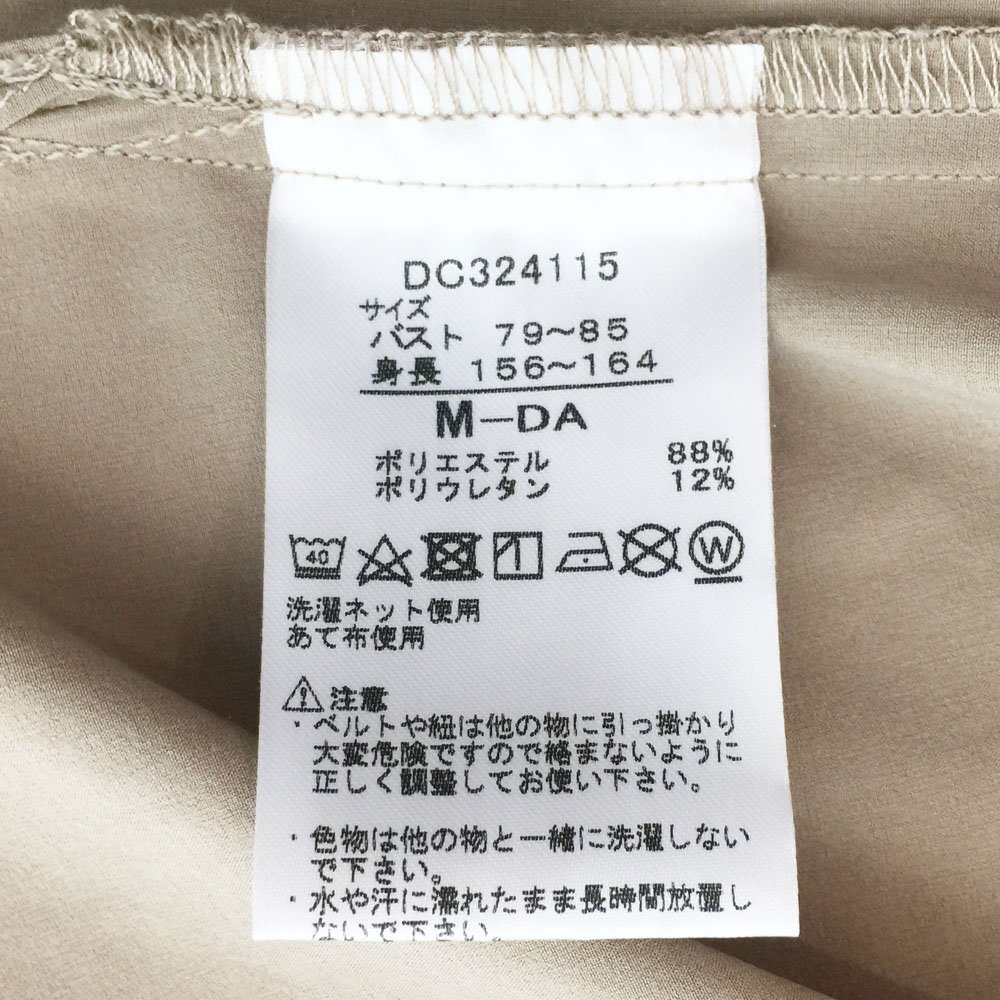 DC324115
サイズ
バスト 79～85
身長 156～164
M－DA
ポリエステル 88%
ポリウレタン 12%
40 W
洗濯ネット使用
あて布使用
注意
・ベルトや紐は他の物に引っ掛かり
大変危険ですので絡まないように
正しく調整してお使い下さい。
・色物は他の物と一緒に洗濯しない
で下さい。
・水や汗に濡れたまま長時間放置し
ないで下さい。